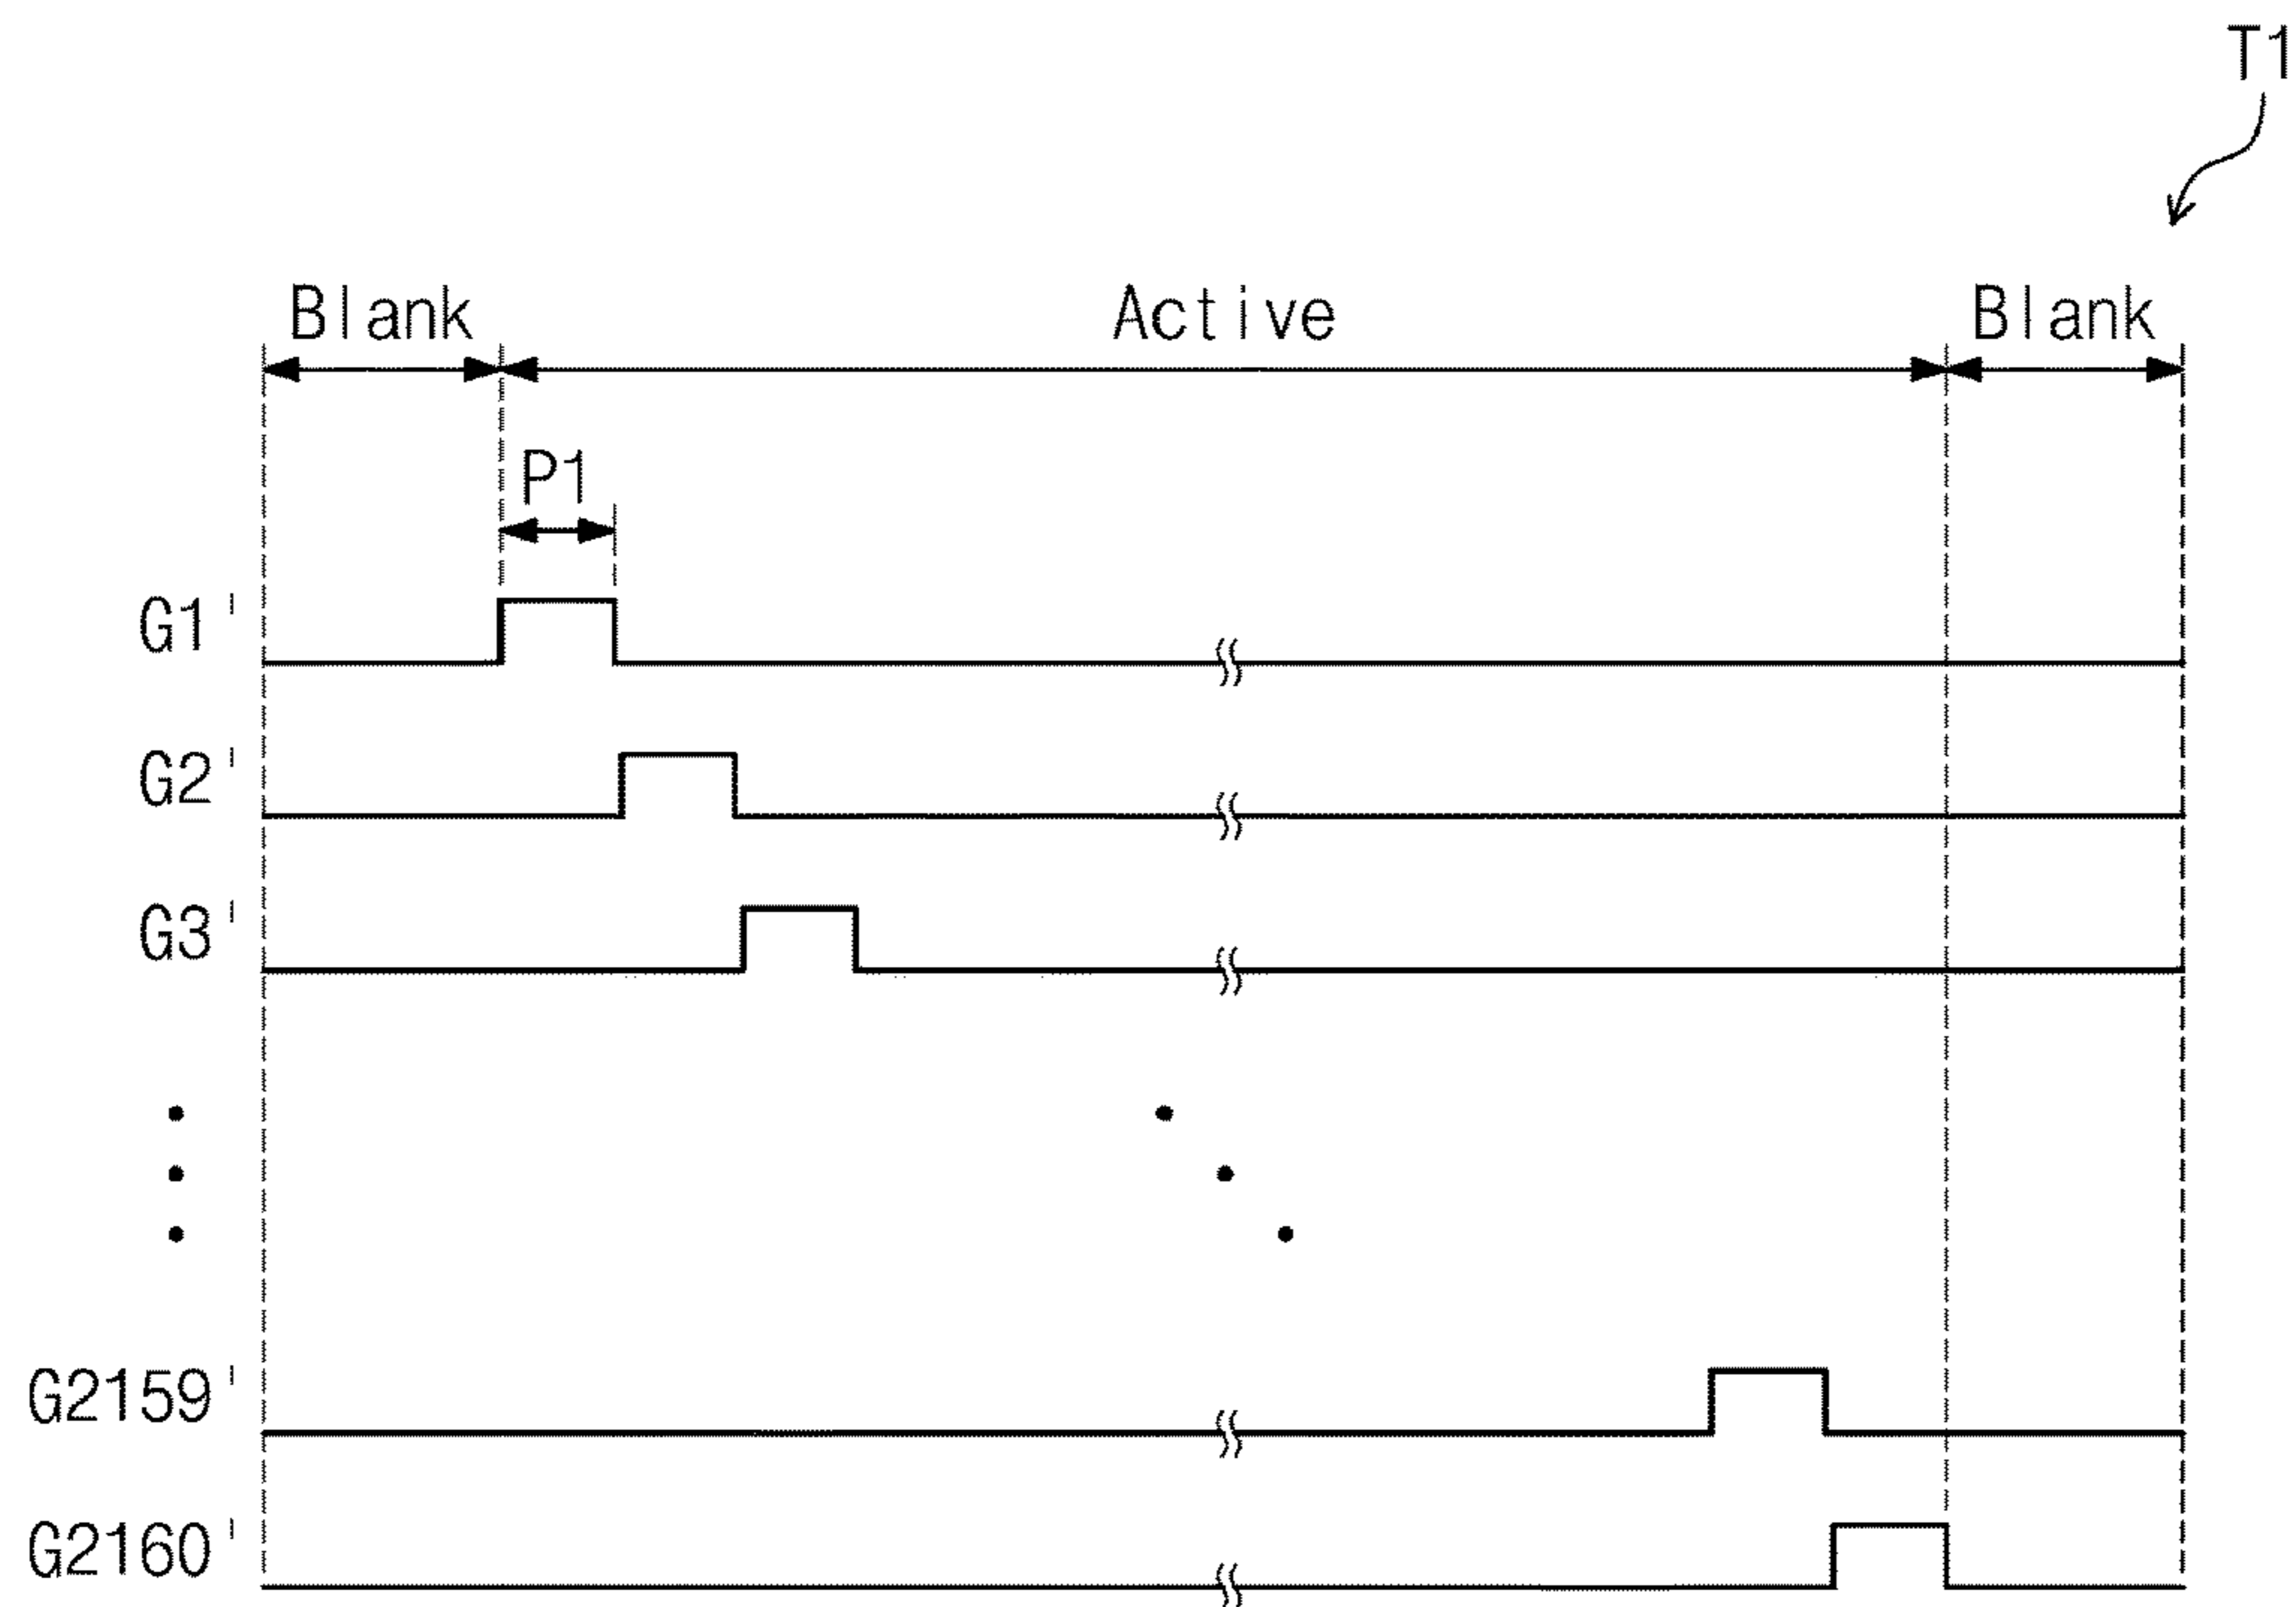 T1
Blank Active Blank
P1
G1'
G2'
G3'
G2159'
G2160'